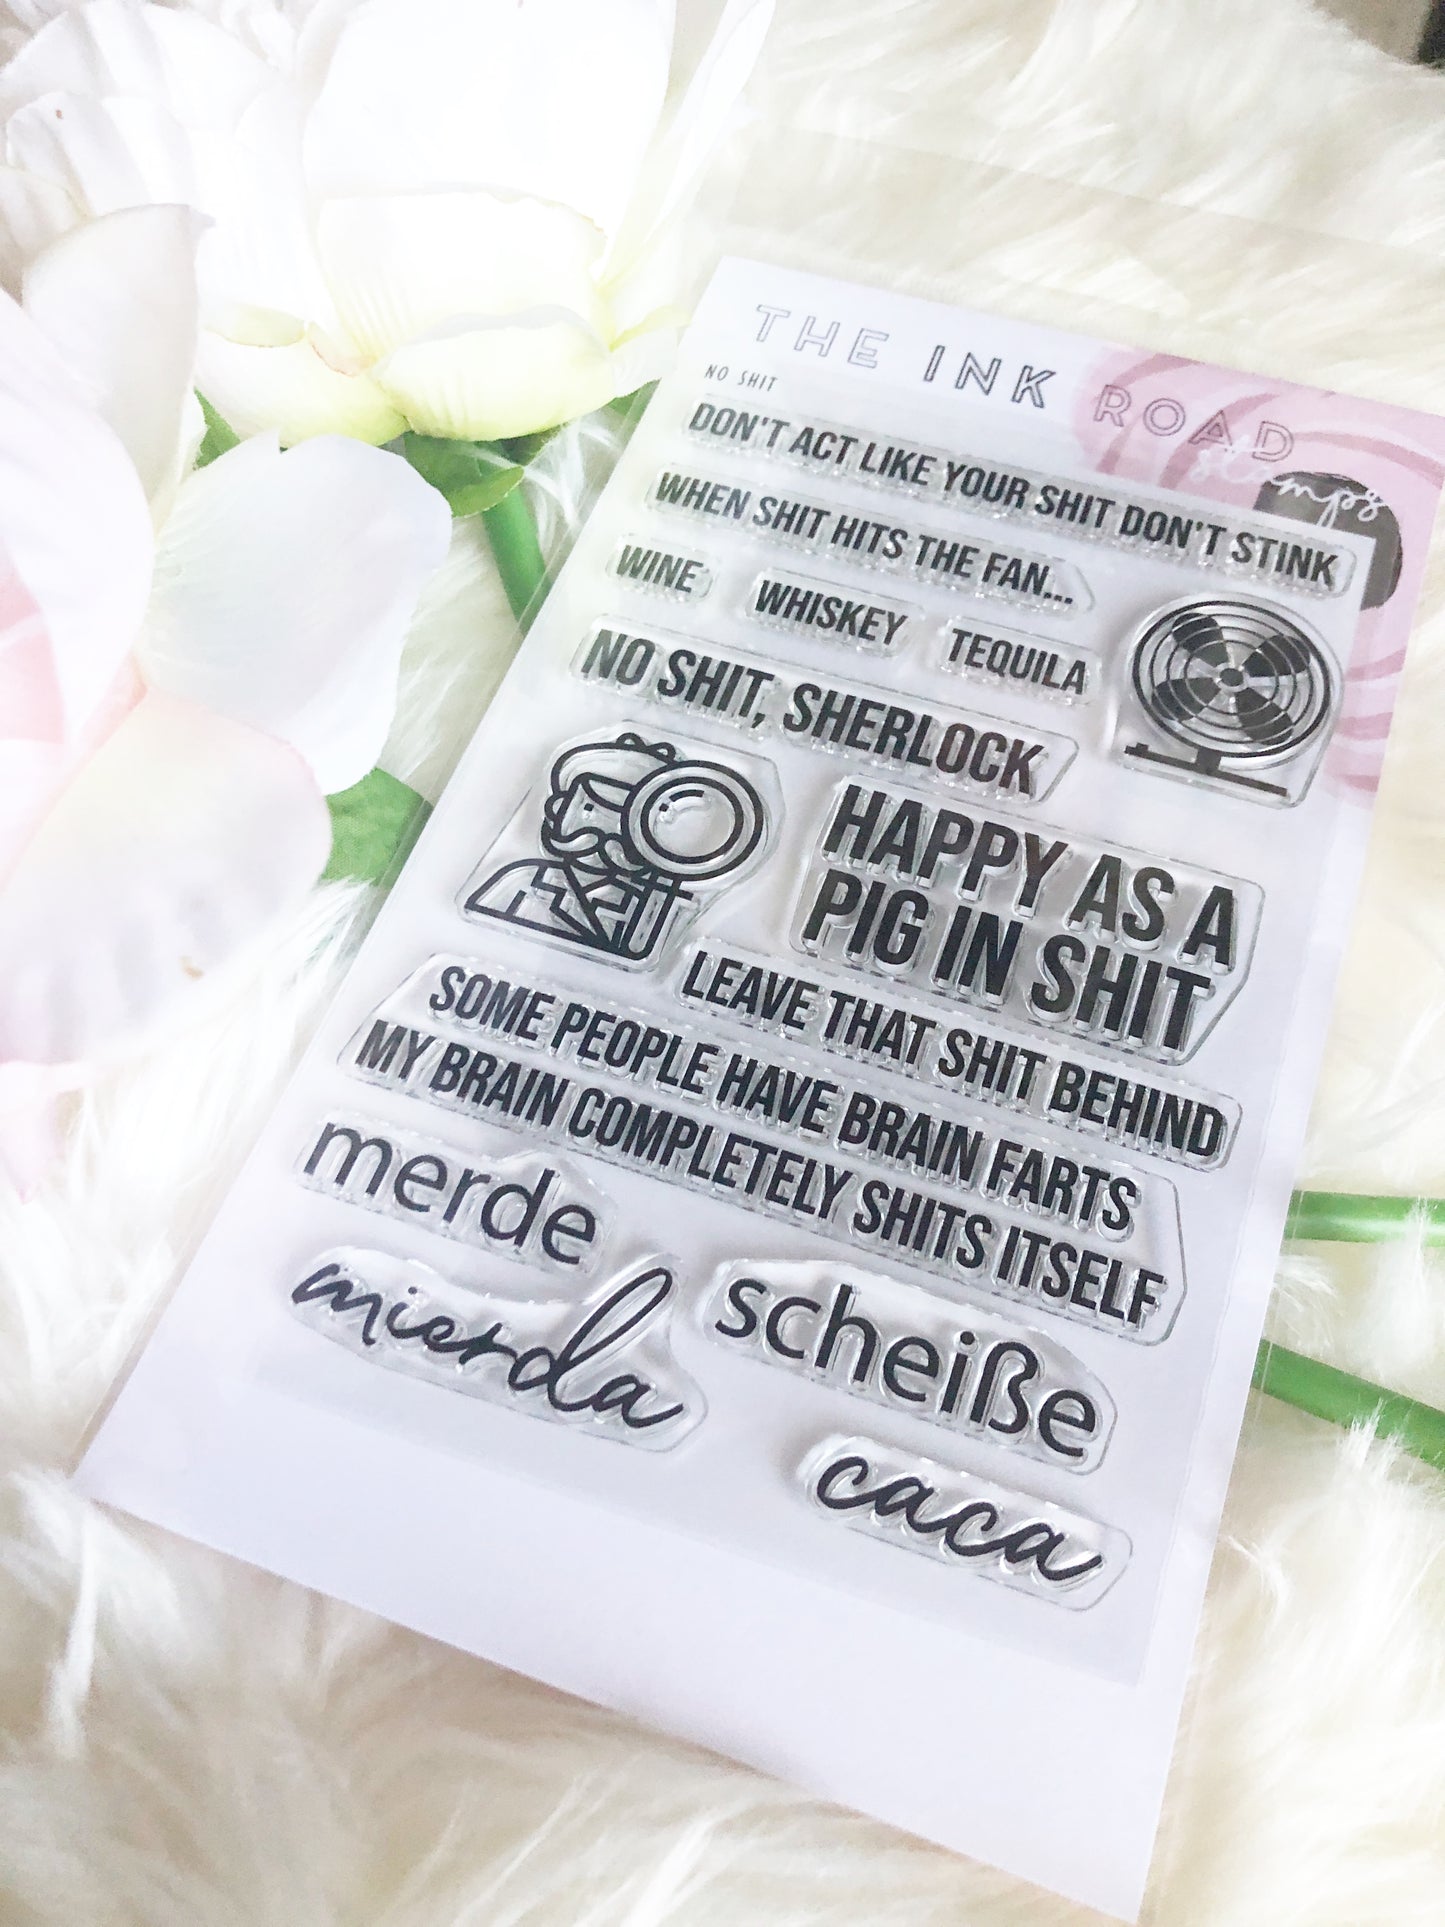 THE INK ROAD
stamps
NO SHIT
DON'T ACT LIKE YOUR SHIT DON'T STINK
WHEN SHIT HITS THE FAN...
WINE
WHISKEY
TEQUILA
NO SHIT, SHERLOCK
HAPPY AS A
PIG IN SHIT
LEAVE THAT SHIT BEHIND
SOME PEOPLE HAVE BRAIN FARTS
MY BRAIN COMPLETELY SHITS ITSELF
merde
mierda
scheiße
caca